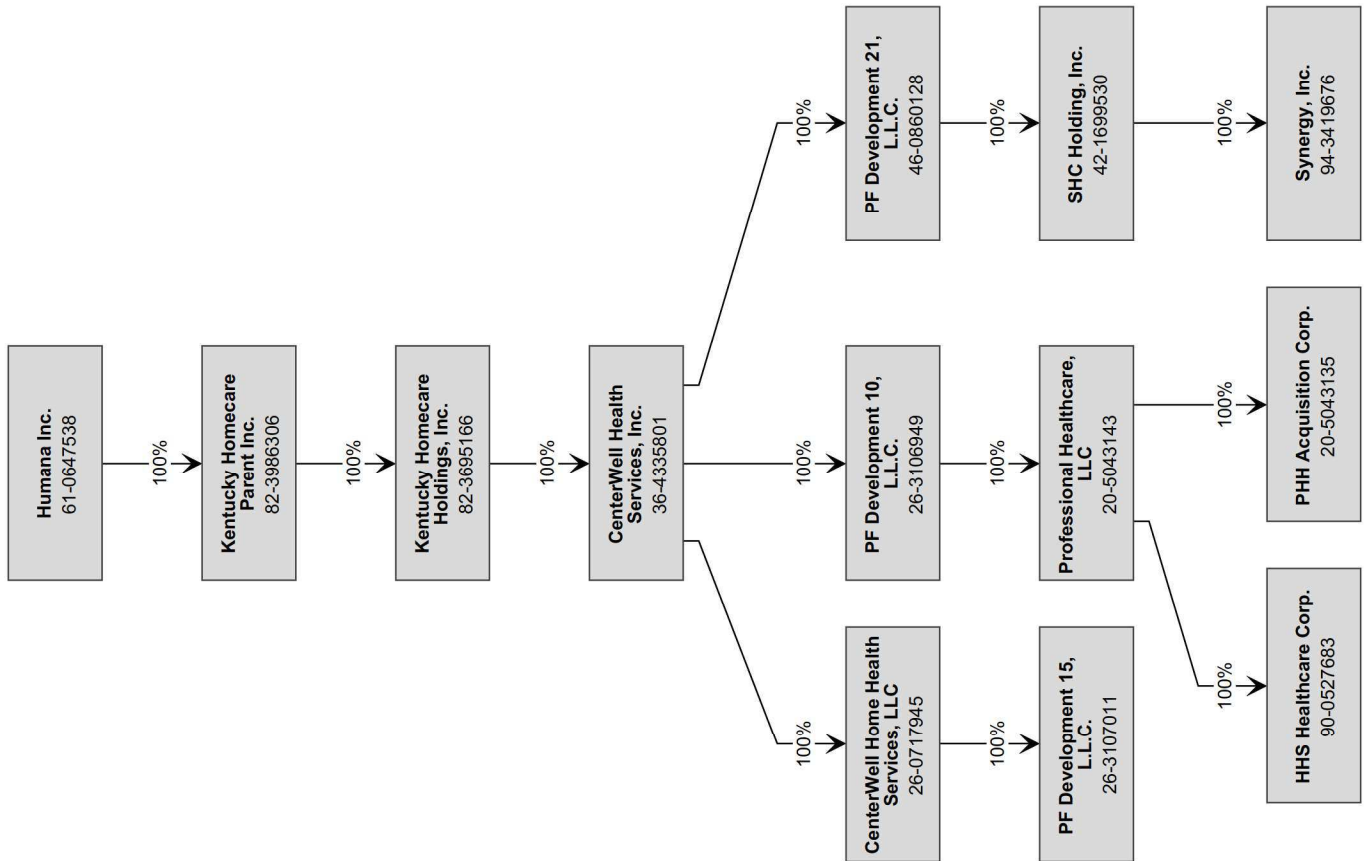 Humana Inc.
61-0647538
100%
Kentucky Homecare
Parent Inc.
82-3986306
100%
Kentucky Homecare
Holdings, Inc.
82-3695166
100%
CenterWell Health
Services, Inc.
36-4335801
100%
CenterWell Home Health
Services, LLC
26-0717945
100%
PF Development 10,
L.L.C.
26-3106949
100%
PF Development 21,
L.L.C.
46-0860128
100%
PF Development 15,
L.L.C.
26-3107011
100%
Professional Healthcare,
LLC
20-5043143
100%
SHC Holding, Inc.
42-1699530
100%
HHS Healthcare Corp.
90-0527683
100%
PHH Acquisition Corp.
20-5043135
100%
Synergy, Inc.
94-3419676